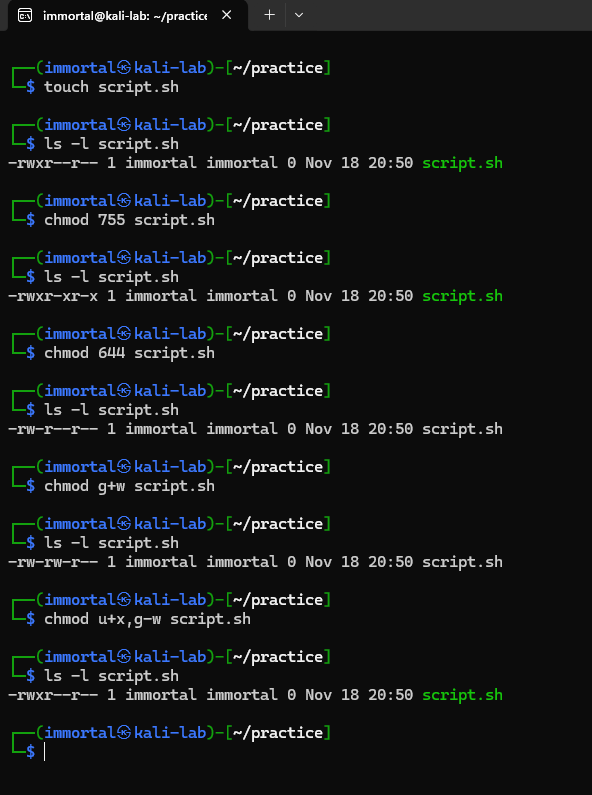 immortal@kali-lab: ~/practice
┌──(immortal㉿kali-lab)-[~/practice]
└─$ touch script.sh
┌──(immortal㉿kali-lab)-[~/practice]
└─$ ls -l script.sh
-rwxr--r-- 1 immortal immortal 0 Nov 18 20:50 script.sh
┌──(immortal㉿kali-lab)-[~/practice]
└─$ chmod 755 script.sh
┌──(immortal㉿kali-lab)-[~/practice]
└─$ ls -l script.sh
-rwxr-xr-x 1 immortal immortal 0 Nov 18 20:50 script.sh
┌──(immortal㉿kali-lab)-[~/practice]
└─$ chmod 644 script.sh
┌──(immortal㉿kali-lab)-[~/practice]
└─$ ls -l script.sh
-rw-r--r-- 1 immortal immortal 0 Nov 18 20:50 script.sh
┌──(immortal㉿kali-lab)-[~/practice]
└─$ chmod g+w script.sh
┌──(immortal㉿kali-lab)-[~/practice]
└─$ ls -l script.sh
-rw-rw-r-- 1 immortal immortal 0 Nov 18 20:50 script.sh
┌──(immortal㉿kali-lab)-[~/practice]
└─$ chmod u+x,g-w script.sh
┌──(immortal㉿kali-lab)-[~/practice]
└─$ ls -l script.sh
-rwxr--r-- 1 immortal immortal 0 Nov 18 20:50 script.sh
┌──(immortal㉿kali-lab)-[~/practice]
└─$